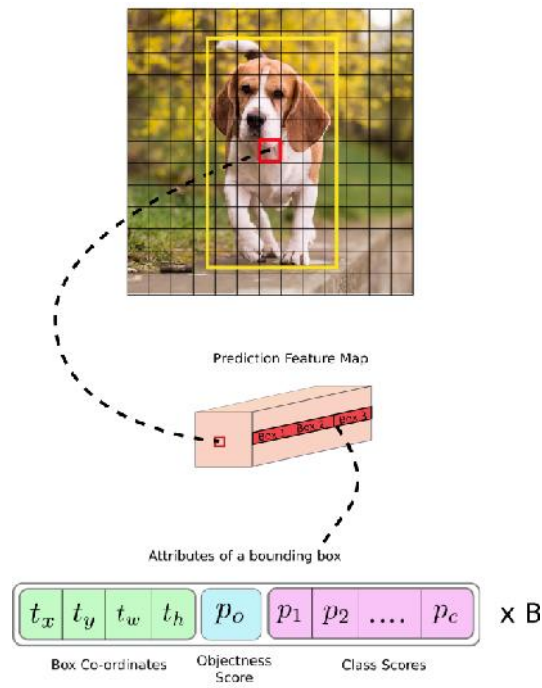 Prediction Feature Map
Box 1 Box 2 Box 3
Attributes of a bounding box
t_x t_y t_w t_h p_o p_1 p_2 .... p_c x B
Box Co-ordinates Objectness Score Class Scores